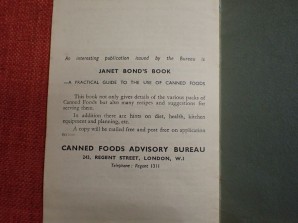 An interesting publication issued by the Bureau is
JANET BOND'S BOOK
—A PRACTICAL GUIDE TO THE USE OF CANNED FOODS
This book not only gives details of the various packs of
Canned Foods but also many recipes and suggestions for
serving them.
In addition there are hints on diet, health, kitchen
equipment and planning, etc.
A copy will be mailed free and post free on application
to:—
CANNED FOODS ADVISORY BUREAU
REGENT STREET, LONDON, W.1
Telephone: Regent